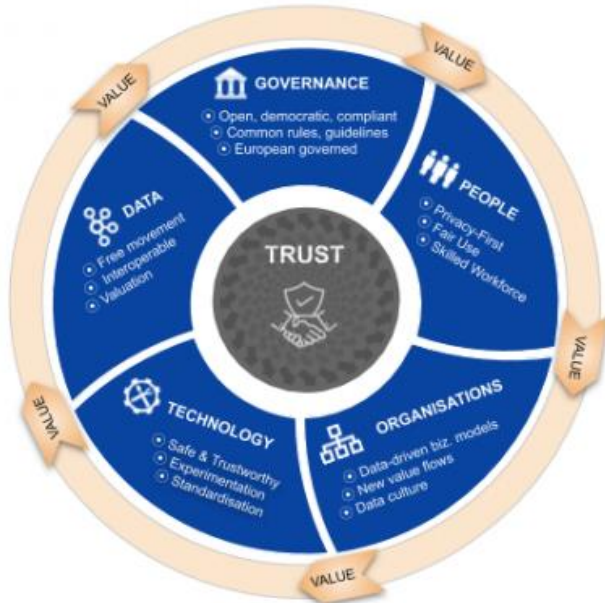 VALUE
VALUE
GOVERNANCE
Open, democratic, compliant
Common rules, guidelines
European governed
PEOPLE
Privacy-First
Fair Use
Skilled Workforce
VALUE
ORGANISATIONS
Data-driven biz. models
New value flows
Data culture
VALUE
TECHNOLOGY
Safe & Trustworthy
Experimentation
Standardisation
VALUE
DATA
Free movement
Interoperable
Valuation
TRUST